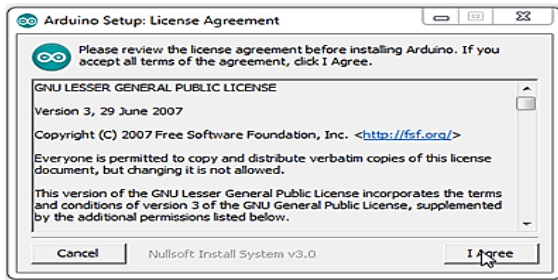 Arduino Setup: License Agreement
Please review the license agreement before installing Arduino. If you
accept all terms of the agreement, click I Agree.
GNU LESSER GENERAL PUBLIC LICENSE
Version 3, 29 June 2007
Copyright (C) 2007 Free Software Foundation, Inc. <http://fsf.org/>
Everyone is permitted to copy and distribute verbatim copies of this license
document, but changing it is not allowed.
This version of the GNU Lesser General Public License incorporates the terms
and conditions of version 3 of the GNU General Public License, supplemented
by the additional permissions listed below.
Cancel Nullsoft Install System v3.0 I Agree